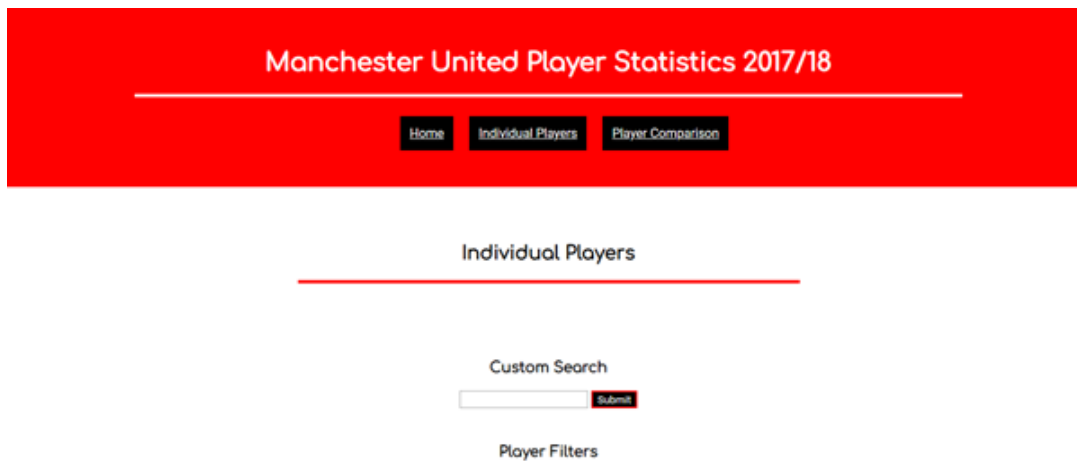 Manchester United Player Statistics 2017/18
Home Individual Players Player Comparison
Individual Players
Custom Search
Submit
Player Filters